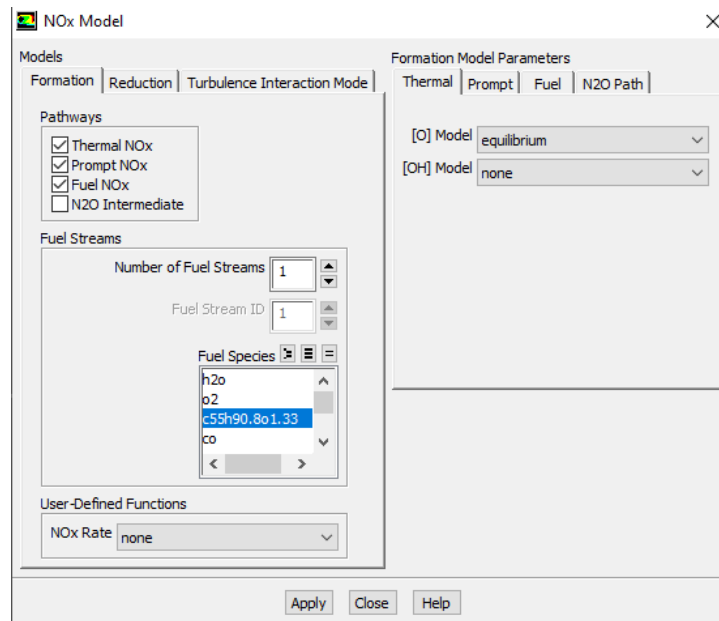 NOx Model
Models
Formation Reduction Turbulence Interaction Mode
Pathways
Thermal NOx
Prompt NOx
Fuel NOx
N2O Intermediate
Fuel Streams
Number of Fuel Streams 1
Fuel Stream ID 1
Fuel Species
h2o
o2
c55h90.8o1.33
co
User-Defined Functions
NOx Rate none
Formation Model Parameters
Thermal Prompt Fuel N2O Path
[O] Model equilibrium
[OH] Model none
Apply Close Help